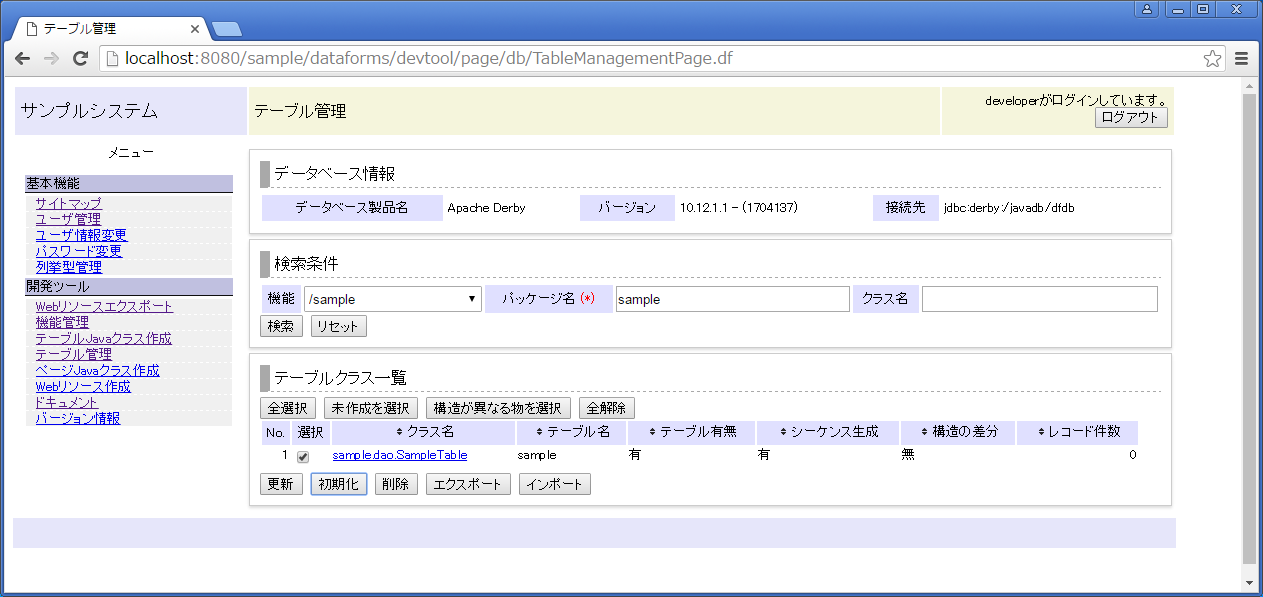 テーブル管理
localhost:8080/sample/dataforms/devtool/page/db/TableManagementPage.df
サンプルシステム
テーブル管理
developerがログインしています。
ログアウト
メニュー
基本機能
サイトマップ
ユーザ管理
ユーザ情報変更
パスワード変更
列挙型管理
開発ツール
Webリソースエクスポート
機能管理
テーブルJavaクラス作成
テーブル管理
ページJavaクラス作成
Webリソース作成
ドキュメント
バージョン情報
データベース情報
データベース製品名 Apache Derby バージョン 10.12.1.1 - (1704137) 接続先 jdbc:derby:/javadb/dfdb
検索条件
機能 /sample パッケージ名 (*) sample クラス名
検索 リセット
テーブルクラス一覧
全選択 未作成を選択 構造が異なる物を選択 全解除
No. 選択 クラス名 テーブル名 テーブル有無 シーケンス生成 構造の差分 レコード件数
1 sample.dao.SampleTable sample 有 有 無 0
更新 初期化 削除 エクスポート インポート